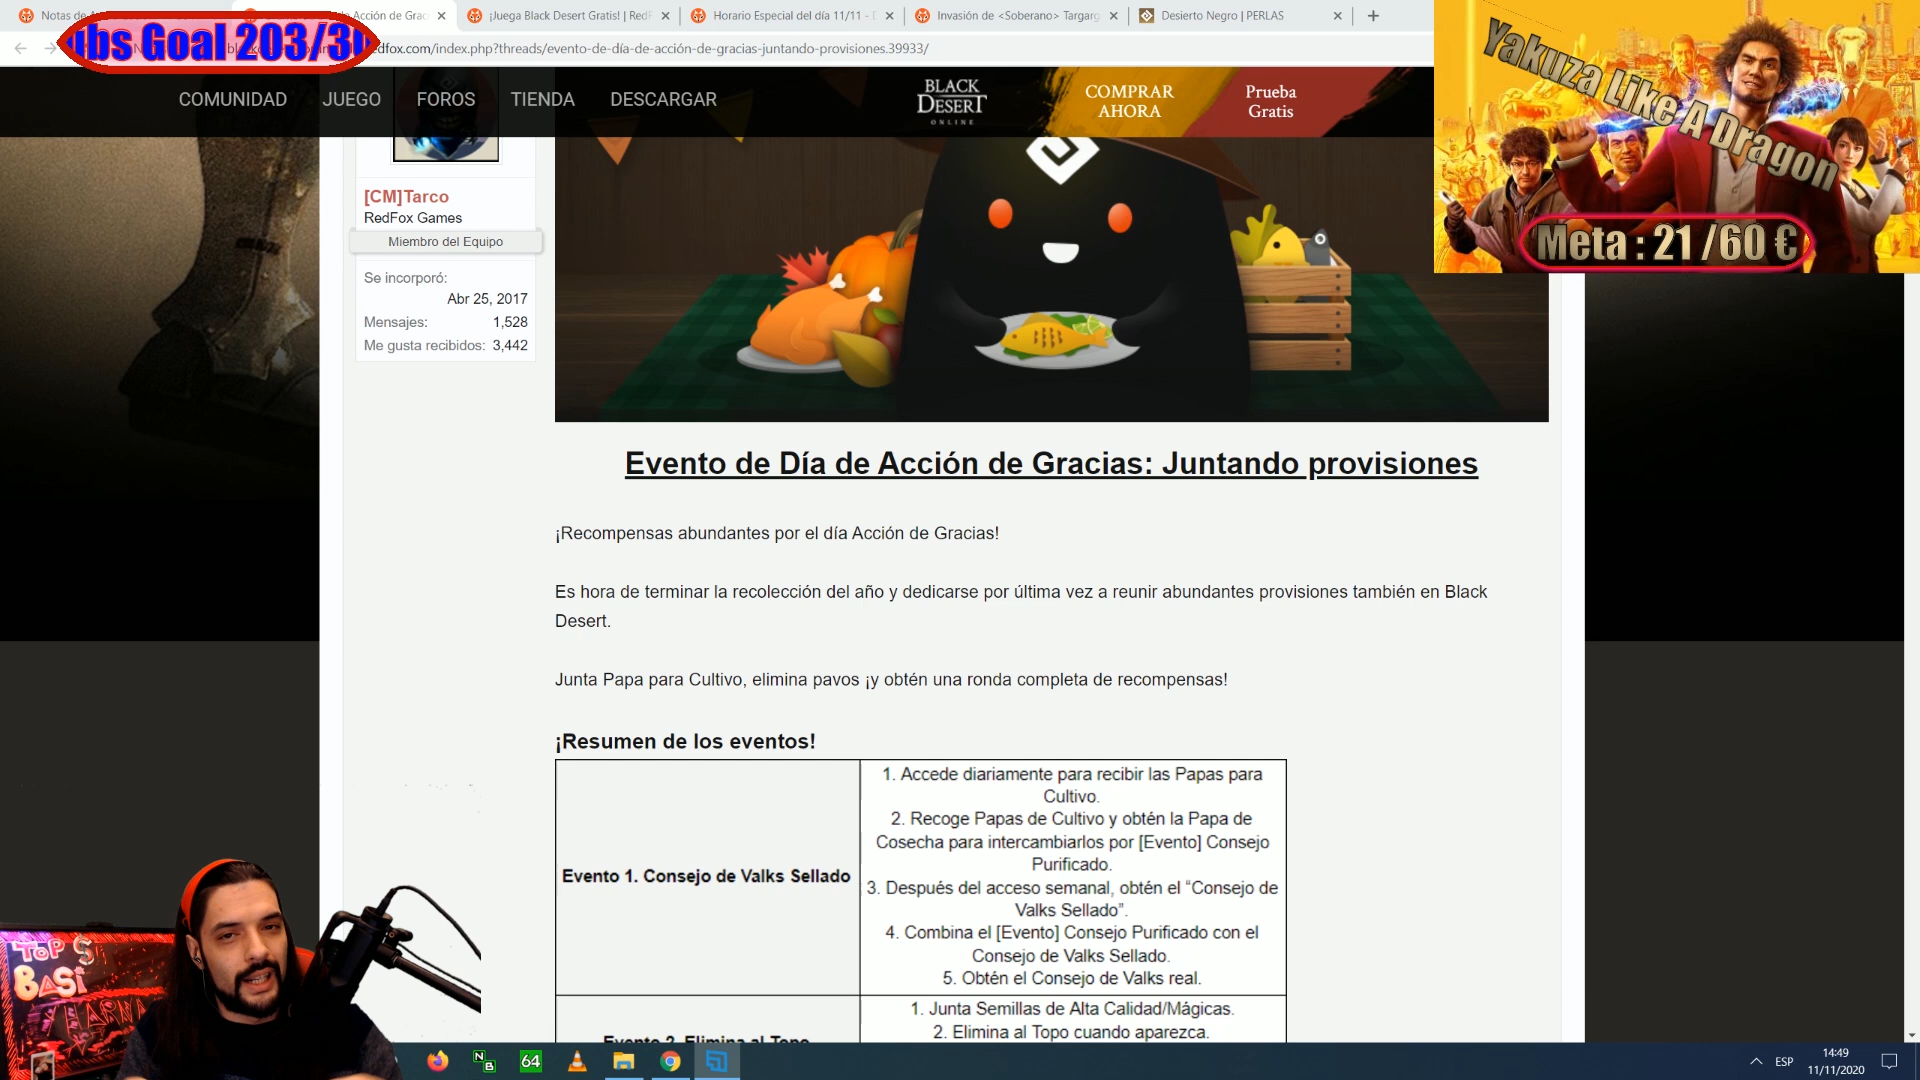 Notas de
de Acción de Grac
¡Juega Black Desert Gratis! | RedF
Horario Especial del día 11/11 -
Invasión de <Soberano> Targarg
Desierto Negro | PERLAS
bs Goal 203/30
dfox.com/index.php?threads/evento-de-día-de-acción-de-gracias-juntando-provisiones.39933/
COMUNIDAD
JUEGO
FOROS
TIENDA
DESCARGAR
BLACK
DESERT
ONLINE
COMPRAR
AHORA
Prueba
Gratis
Yakuza Like A Dragon
Meta : 21 /60 €
[CM]Tarco
RedFox Games
Miembro del Equipo
Se incorporó:
Abr 25, 2017
Mensajes: 1,528
Me gusta recibidos: 3,442
Evento de Día de Acción de Gracias: Juntando provisiones
¡Recompensas abundantes por el día Acción de Gracias!
Es hora de terminar la recolección del año y dedicarse por última vez a reunir abundantes provisiones también en Black
Desert.
Junta Papa para Cultivo, elimina pavos ¡y obtén una ronda completa de recompensas!
¡Resumen de los eventos!
Evento 1. Consejo de Valks Sellado
1. Accede diariamente para recibir las Papas para
Cultivo.
2. Recoge Papas de Cultivo y obtén la Papa de
Cosecha para intercambiarlos por [Evento] Consejo
Purificado.
3. Después del acceso semanal, obtén el “Consejo de
Valks Sellado”.
4. Combina el [Evento] Consejo Purificado con el
Consejo de Valks Sellado.
5. Obtén el Consejo de Valks real.
Evento 2. Elimina al Topo
1. Junta Semillas de Alta Calidad/Mágicas.
2. Elimina al Topo cuando aparezca.
TOP 5
BASI
N
B
64
ESP
14:49
11/11/2020